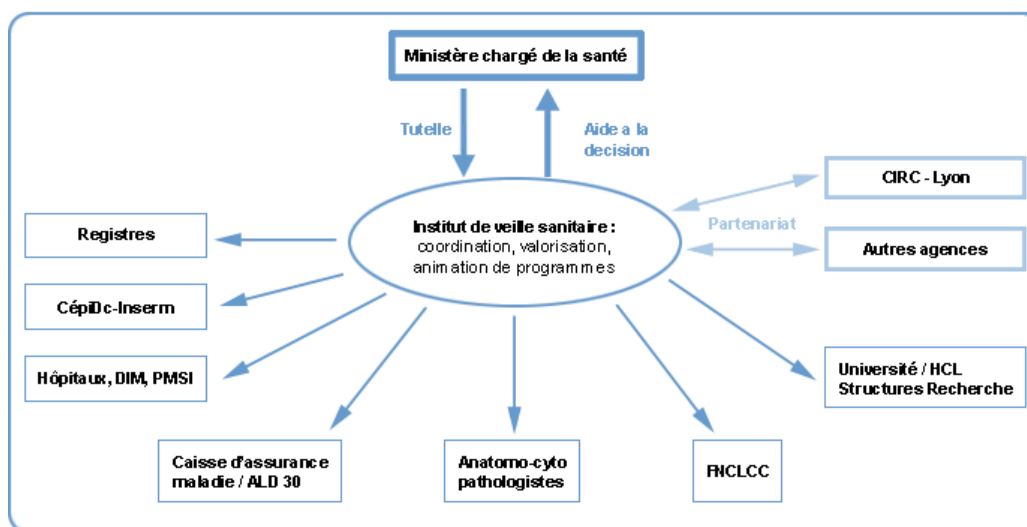 Ministère chargé de la santé
Tutelle
Aide a la
decision
CIRC - Lyon
Partenariat
Autres agences
Institut de veille sanitaire :
coordination, valorisation,
animation de programmes
Registres
CépiDc-Inserm
Hôpitaux, DIM, PMSI
Université / HCL
Structures Recherche
Caisse d'assurance
maladie / ALD 30
Anatomo-cyto
pathologistes
FNCLCC